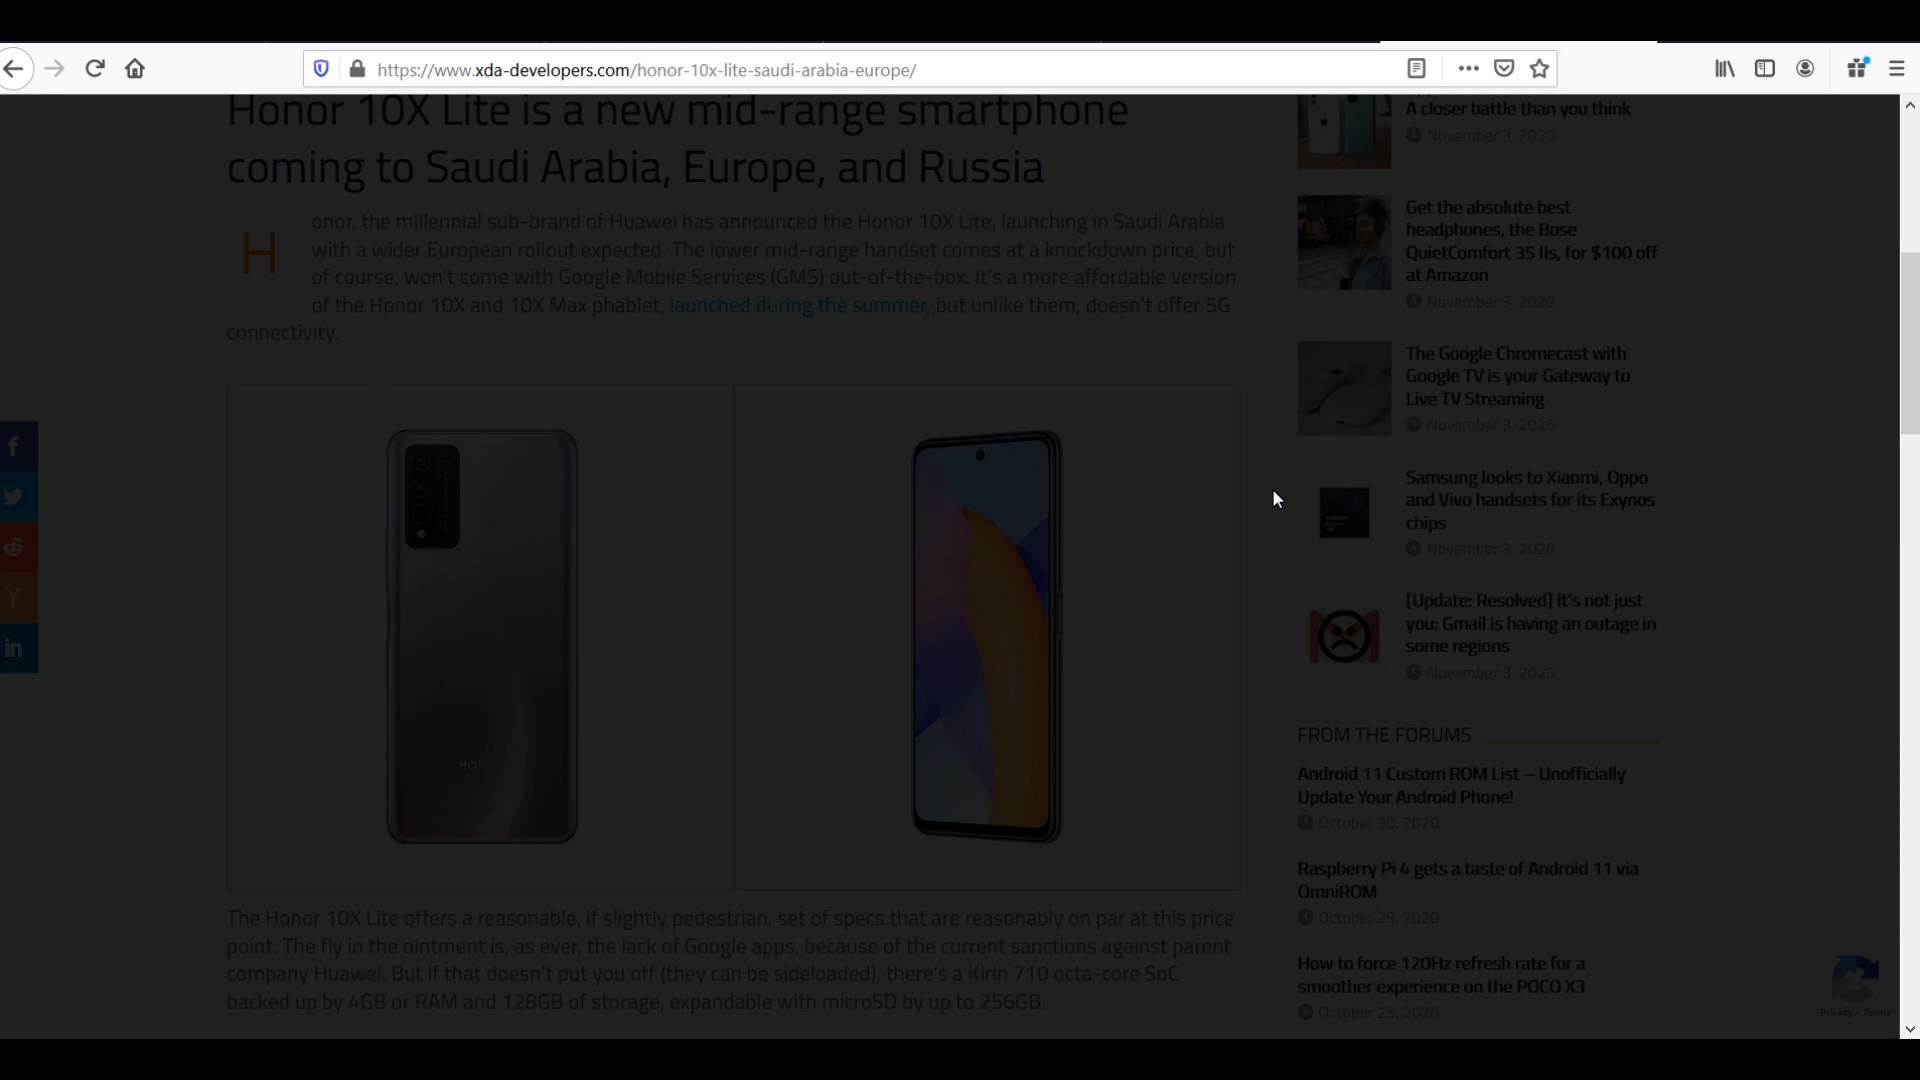 https://www.xda-developers.com/honor-10x-lite-saudi-arabia-europe/
Honor 10X Lite is a new mid-range smartphone
coming to Saudi Arabia, Europe, and Russia
Honor, the millennial sub-brand of Huawei has announced the Honor 10X Lite, launching in Saudi Arabia
with a wider European rollout expected. The lower mid-range handset comes at a knockdown price, but
of course, won't come with Google Mobile Services (GMS) out-of-the-box. It's a more affordable version
of the Honor 10X and 10X Max phablet, launched during the summer, but unlike them, doesn't offer 5G
connectivity.
HONOR
The Honor 10X Lite offers a reasonable, if slightly pedestrian, set of specs that are reasonably on par at this price
point. The fly in the ointment is, as ever, the lack of Google apps, because of the current sanctions against parent
company Huawei. But if that doesn't put you off (they can be sideloaded), there's a Kirin 710 octa-core SoC
backed up by 4GB or RAM and 128GB of storage, expandable with microSD by up to 256GB.
A closer battle than you think
November 3, 2020
Get the absolute best
headphones, the Bose
QuietComfort 35 IIs, for $100 off
at Amazon
November 3, 2020
The Google Chromecast with
Google TV is your Gateway to
Live TV Streaming
November 3, 2020
Samsung looks to Xiaomi, Oppo
and Vivo handsets for its Exynos
chips
November 3, 2020
[Update: Resolved] It's not just
you: Gmail is having an outage in
some regions
November 3, 2020
FROM THE FORUMS
Android 11 Custom ROM List – Unofficially
Update Your Android Phone!
October 30, 2020
Raspberry Pi 4 gets a taste of Android 11 via
OmniROM
October 29, 2020
How to force 120Hz refresh rate for a
smoother experience on the POCO X3
October 25, 2020
Privacy - Terms